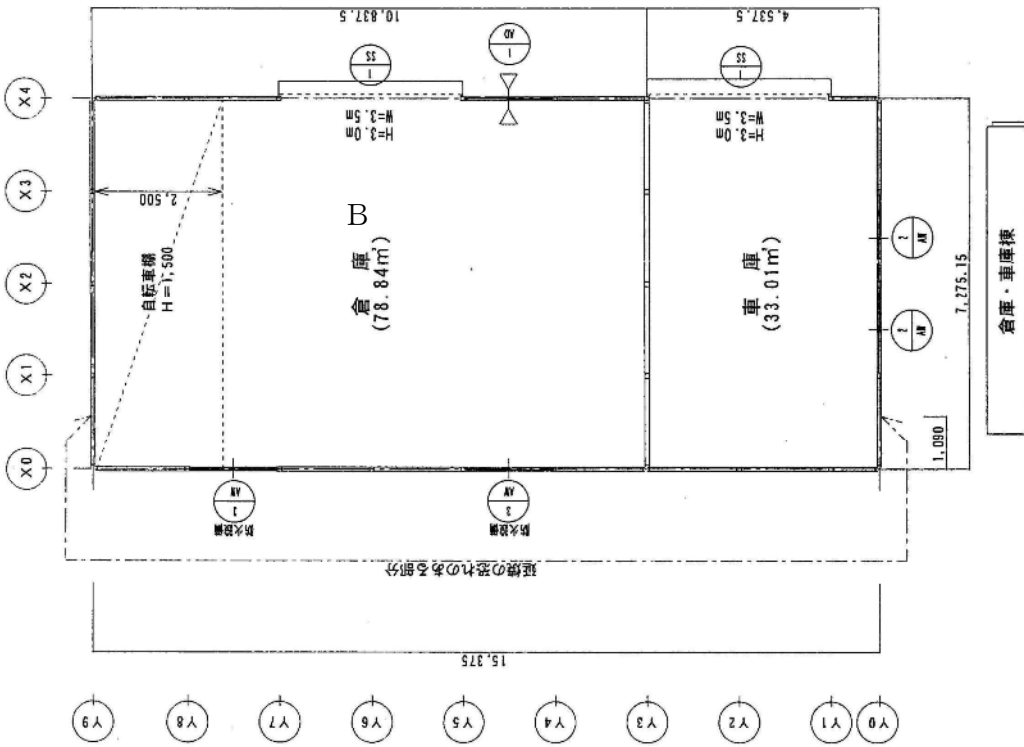 10,837.5
4,537.5
1
SS
1
AD
1
SS
X4
H=3.0m
W=3.5m
H=3.0m
W=3.5m
X3
2,500
自転車棚
H=1,500
B
倉庫
(78.84㎡)
車庫
(33.01㎡)
2
AW
2
AW
7,275.15
倉庫・車庫棟
X2
X1
X0
1,090
1
AW
防火設備
3
AW
防火設備
延焼の恐れのある部分
15,375
Y9
Y8
Y7
Y6
Y5
Y4
Y3
Y2
Y1
Y0